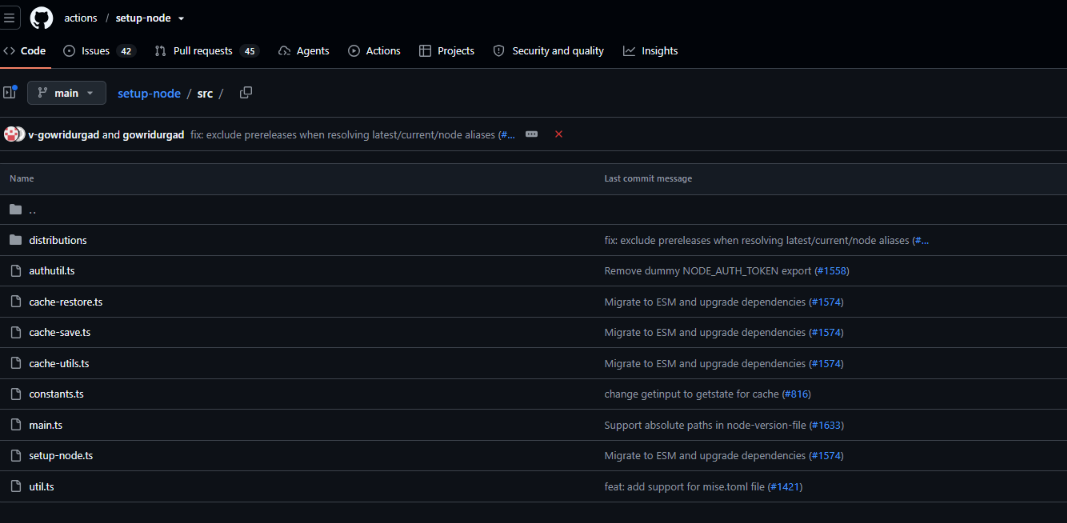 actions / setup-node
Code Issues 42 Pull requests 45 Agents Actions Projects Security and quality Insights
main setup-node / src /
v-gowridurgad and gowridurgad fix: exclude prereleases when resolving latest/current/node aliases (#...
Name Last commit message
..
distributions fix: exclude prereleases when resolving latest/current/node aliases (#...
authutil.ts Remove dummy NODE_AUTH_TOKEN export (#1558)
cache-restore.ts Migrate to ESM and upgrade dependencies (#1574)
cache-save.ts Migrate to ESM and upgrade dependencies (#1574)
cache-utils.ts Migrate to ESM and upgrade dependencies (#1574)
constants.ts change getinput to getstate for cache (#816)
main.ts Support absolute paths in node-version-file (#1633)
setup-node.ts Migrate to ESM and upgrade dependencies (#1574)
util.ts feat: add support for mise.toml file (#1421)